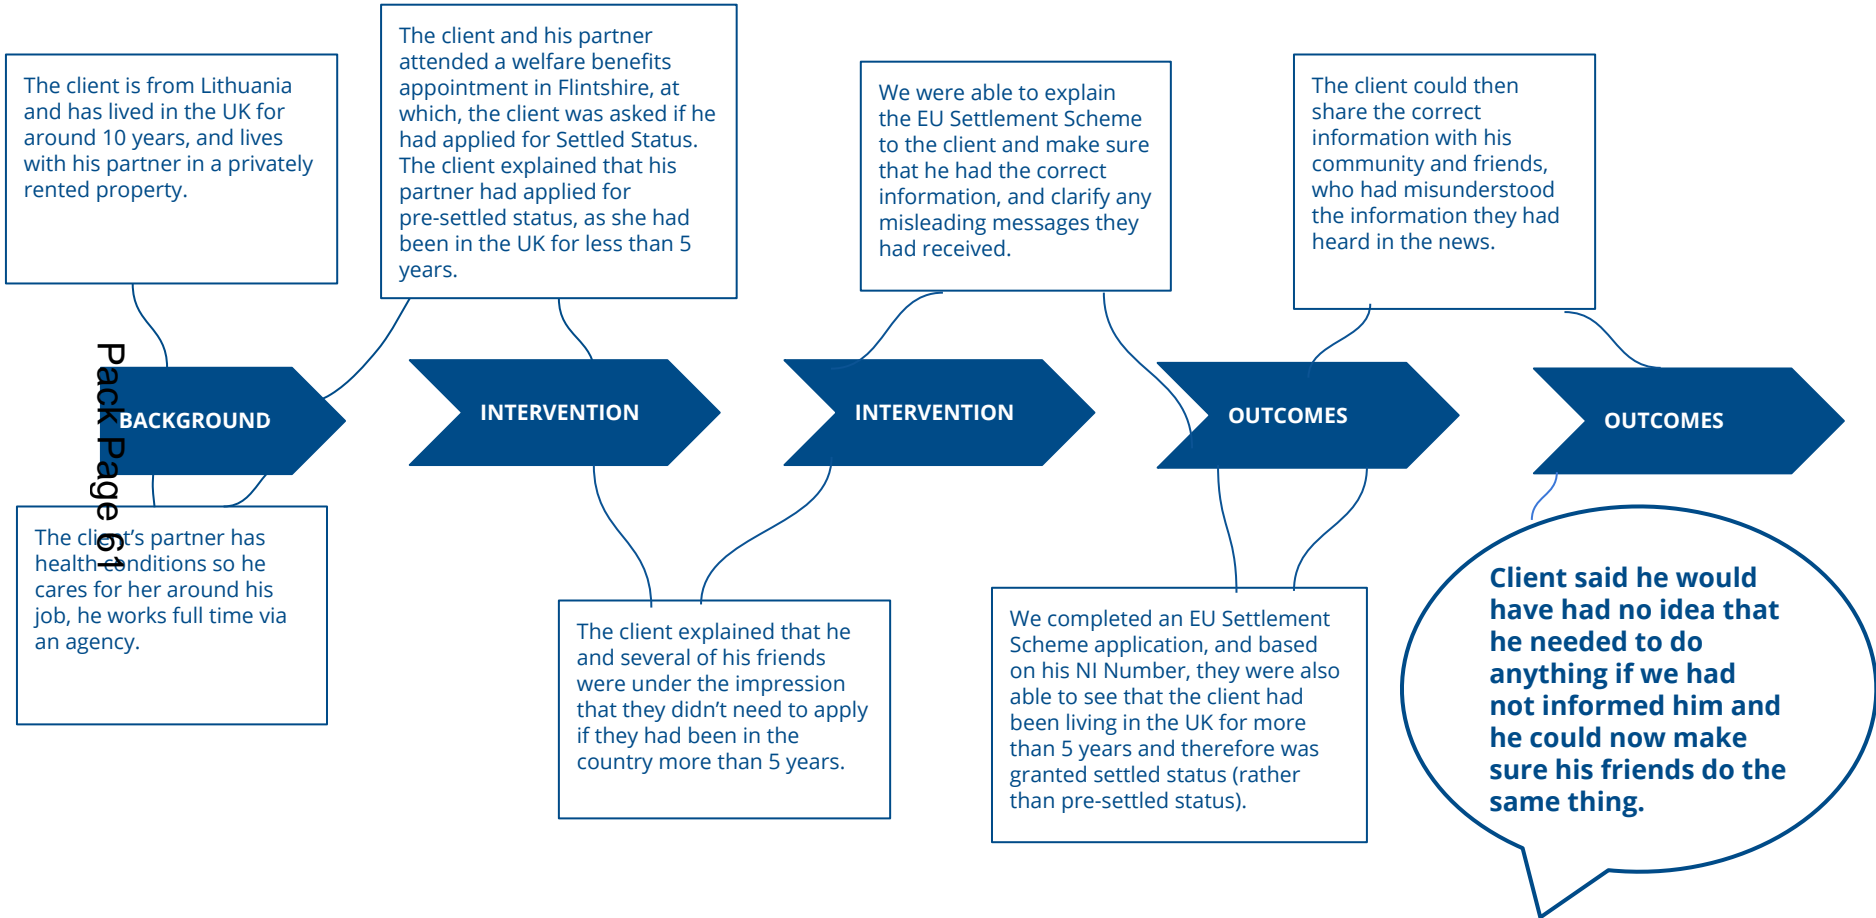 The client is from Lithuania
and has lived in the UK for
around 10 years, and lives
with his partner in a privately
rented property.
The client and his partner
attended a welfare benefits
appointment in Flintshire, at
which, the client was asked if he
had applied for Settled Status.
The client explained that his
partner had applied for
pre-settled status, as she had
been in the UK for less than 5
years.
We were able to explain
the EU Settlement Scheme
to the client and make sure
that he had the correct
information, and clarify any
misleading messages they
had received.
The client could then
share the correct
information with his
community and friends,
who had misunderstood
the information they had
heard in the news.
Pack Page 61
BACKGROUND
INTERVENTION
INTERVENTION
OUTCOMES
OUTCOMES
The client's partner has
health conditions so he
cares for her around his
job, he works full time via
an agency.
The client explained that he
and several of his friends
were under the impression
that they didn't need to apply
if they had been in the
country more than 5 years.
We completed an EU Settlement
Scheme application, and based
on his NI Number, they were also
able to see that the client had
been living in the UK for more
than 5 years and therefore was
granted settled status (rather
than pre-settled status).
Client said he would
have had no idea that
he needed to do
anything if we had
not informed him and
he could now make
sure his friends do the
same thing.